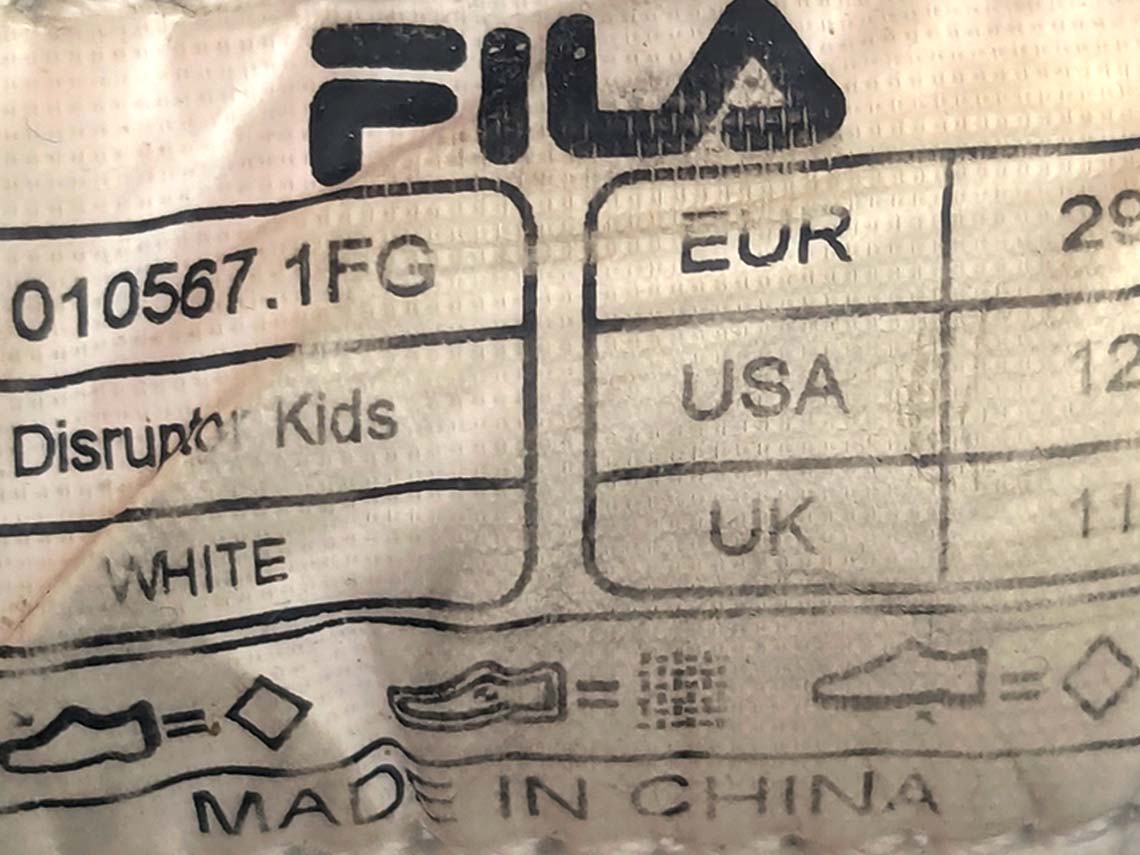 FILA
010567.1FG
Disruptor Kids
WHITE
EUR 29
USA 12
UK 11
MADE IN CHINA